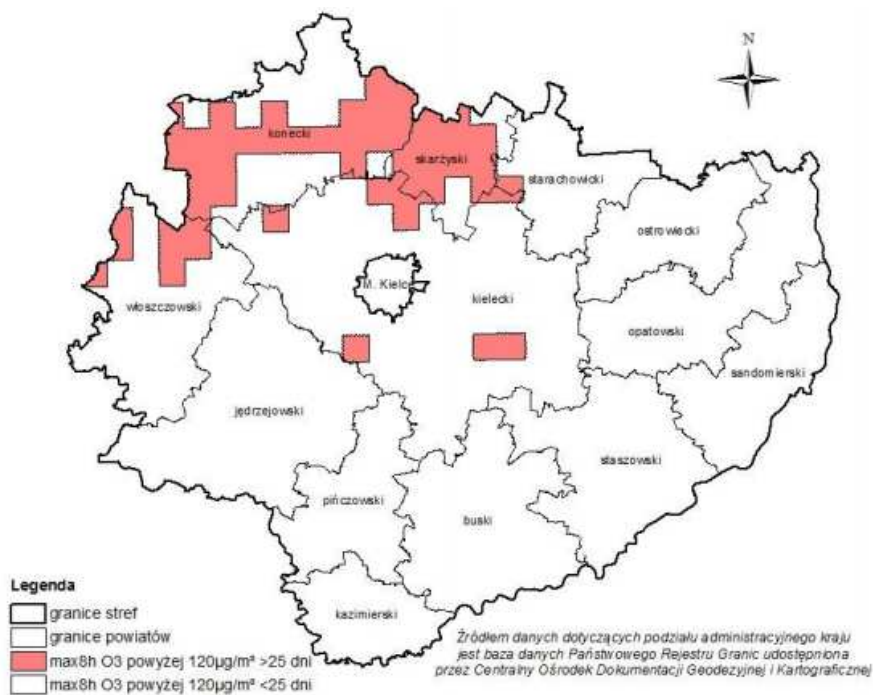 N
konecki
skarżyski
starachowicki
ostrowiecki
M. Kielce
kielecki
włoszczowski
opatowski
sandomierski
jędrzejowski
staszowski
pińczowski
buski
kazimierski
Legenda
granice stref
granice powiatów
max8h O3 powyżej 120µg/m³ >25 dni
max8h O3 powyżej 120µg/m³ <25 dni
Źródłem danych dotyczących podziału administracyjnego kraju
jest baza danych Państwowego Rejestru Granic udostępniona
przez Centralny Ośrodek Dokumentacji Geodezyjnej i Kartograficznej